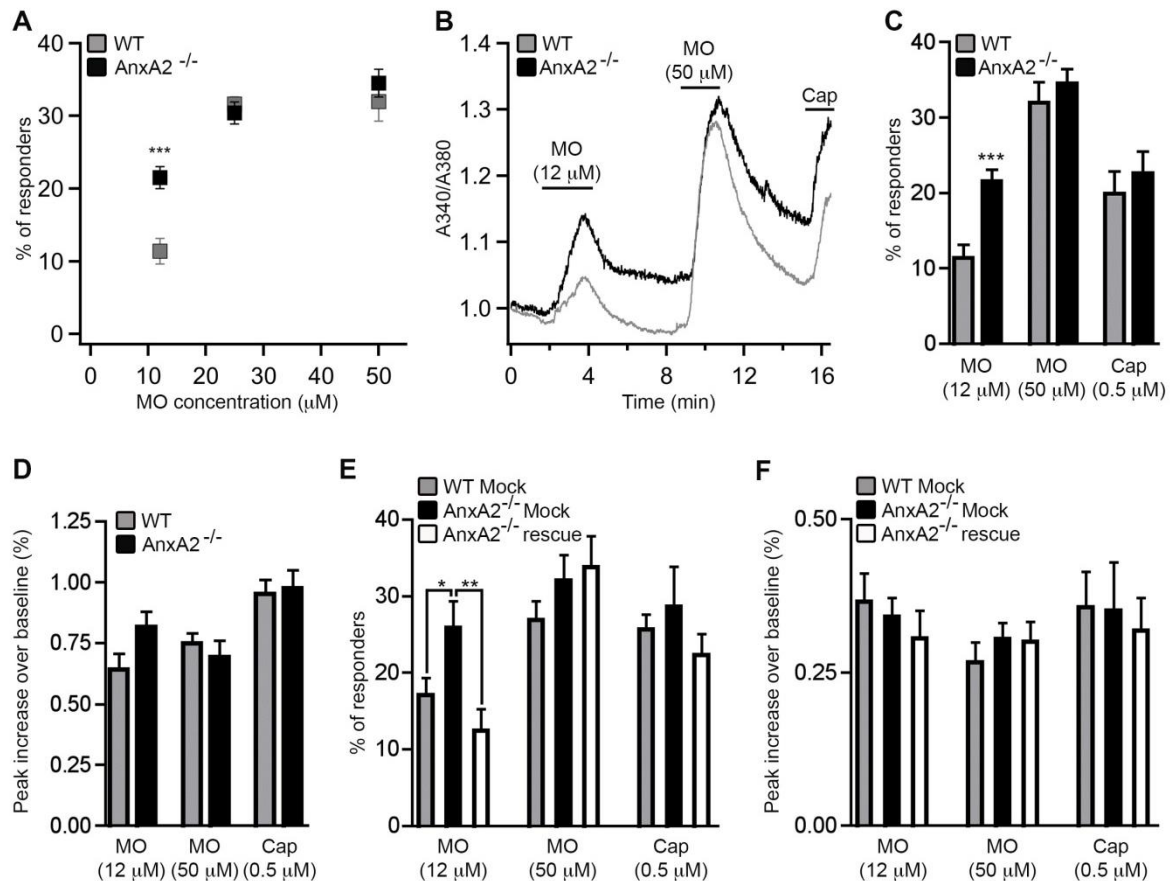 A
WT
AnxA2 -/-
% of responders
40
30
20
10
0
***
0
10
20
30
40
50
MO concentration (μM)
B
WT
AnxA2 -/-
A340/A380
1.4
1.3
1.2
1.1
1.0
MO
(12 μM)
MO
(50 μM)
Cap
0
4
8
12
16
Time (min)
C
WT
AnxA2 -/-
% of responders
40
30
20
10
0
***
MO
(12 μM)
MO
(50 μM)
Cap
(0.5 μM)
D
WT
AnxA2 -/-
Peak increase over baseline (%)
1.25
1.00
0.75
0.50
0.25
0.00
MO
(12 μM)
MO
(50 μM)
Cap
(0.5 μM)
E
WT Mock
AnxA2-/- Mock
AnxA2-/- rescue
% of responders
40
30
20
10
0
*
**
MO
(12 μM)
MO
(50 μM)
Cap
(0.5 μM)
F
WT Mock
AnxA2-/- Mock
AnxA2-/- rescue
Peak increase over baseline (%)
0.50
0.25
0.00
MO
(12 μM)
MO
(50 μM)
Cap
(0.5 μM)